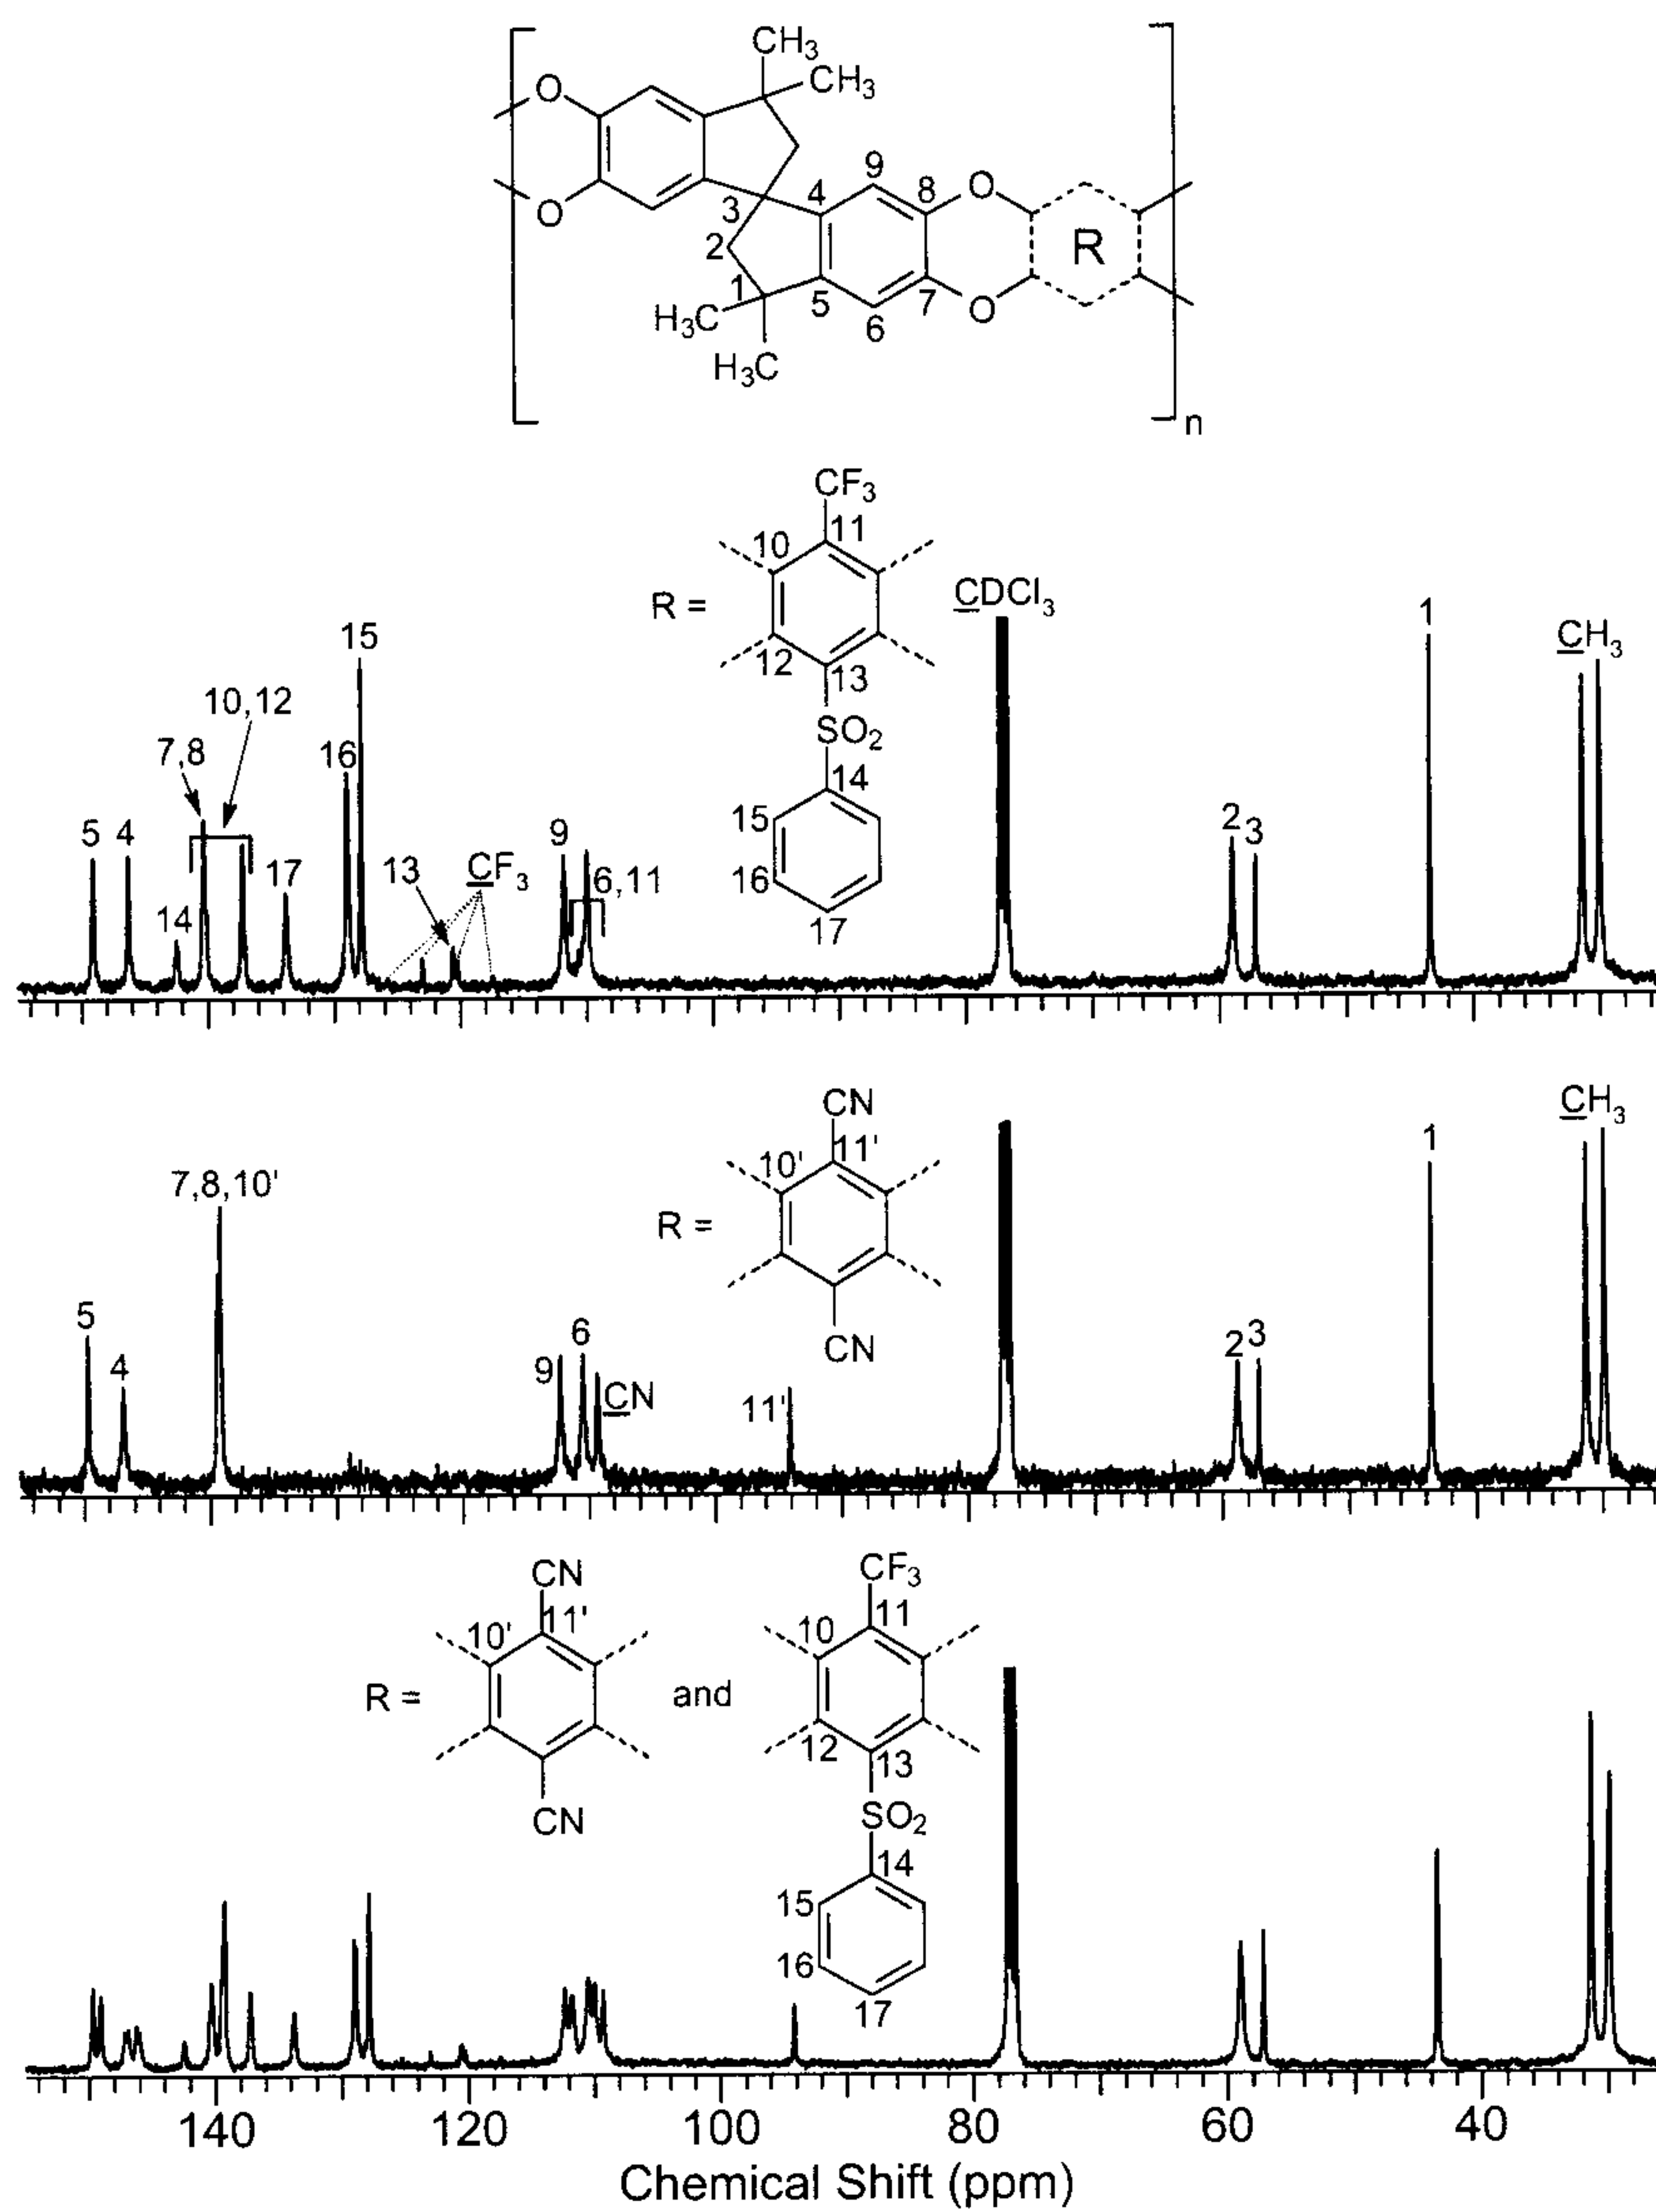 CH3
O CH3
9
4 8 O
O 3
2 R
1
5 7 O
H3C 6
H3C
n
CF3
11
10
R =
CDCl3
12
13
SO2
14
15
16
17
5 4 14 7,8 10,12 17 16 15 13 CF3 9 6,11 2 3 1 CH3
CN
11'
10'
R =
CN
5 4 7,8,10' 9 6 CN 11' 2 3 1 CH3
CN
11'
10'
R =
CN
and
CF3
11
10
12
13
SO2
14
15
16
17
140 120 100 80 60 40
Chemical Shift (ppm)